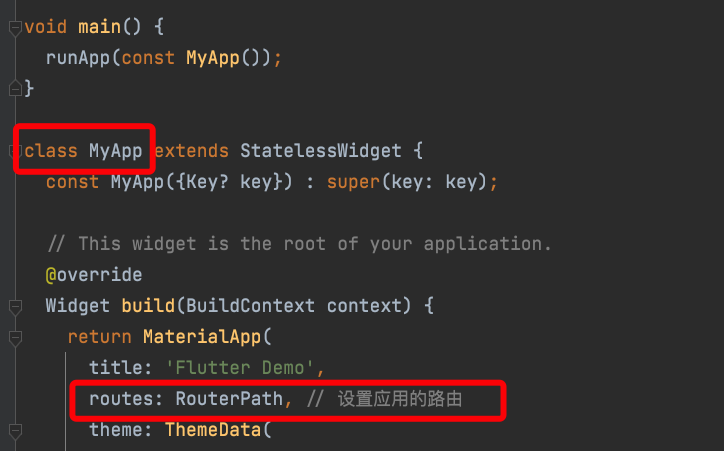 void main() {
runApp(const MyApp());
}
class MyApp extends StatelessWidget {
const MyApp({Key? key}) : super(key: key);
// This widget is the root of your application.
@override
Widget build(BuildContext context) {
return MaterialApp(
title: 'Flutter Demo',
routes: RouterPath, // 设置应用的路由
theme: ThemeData(